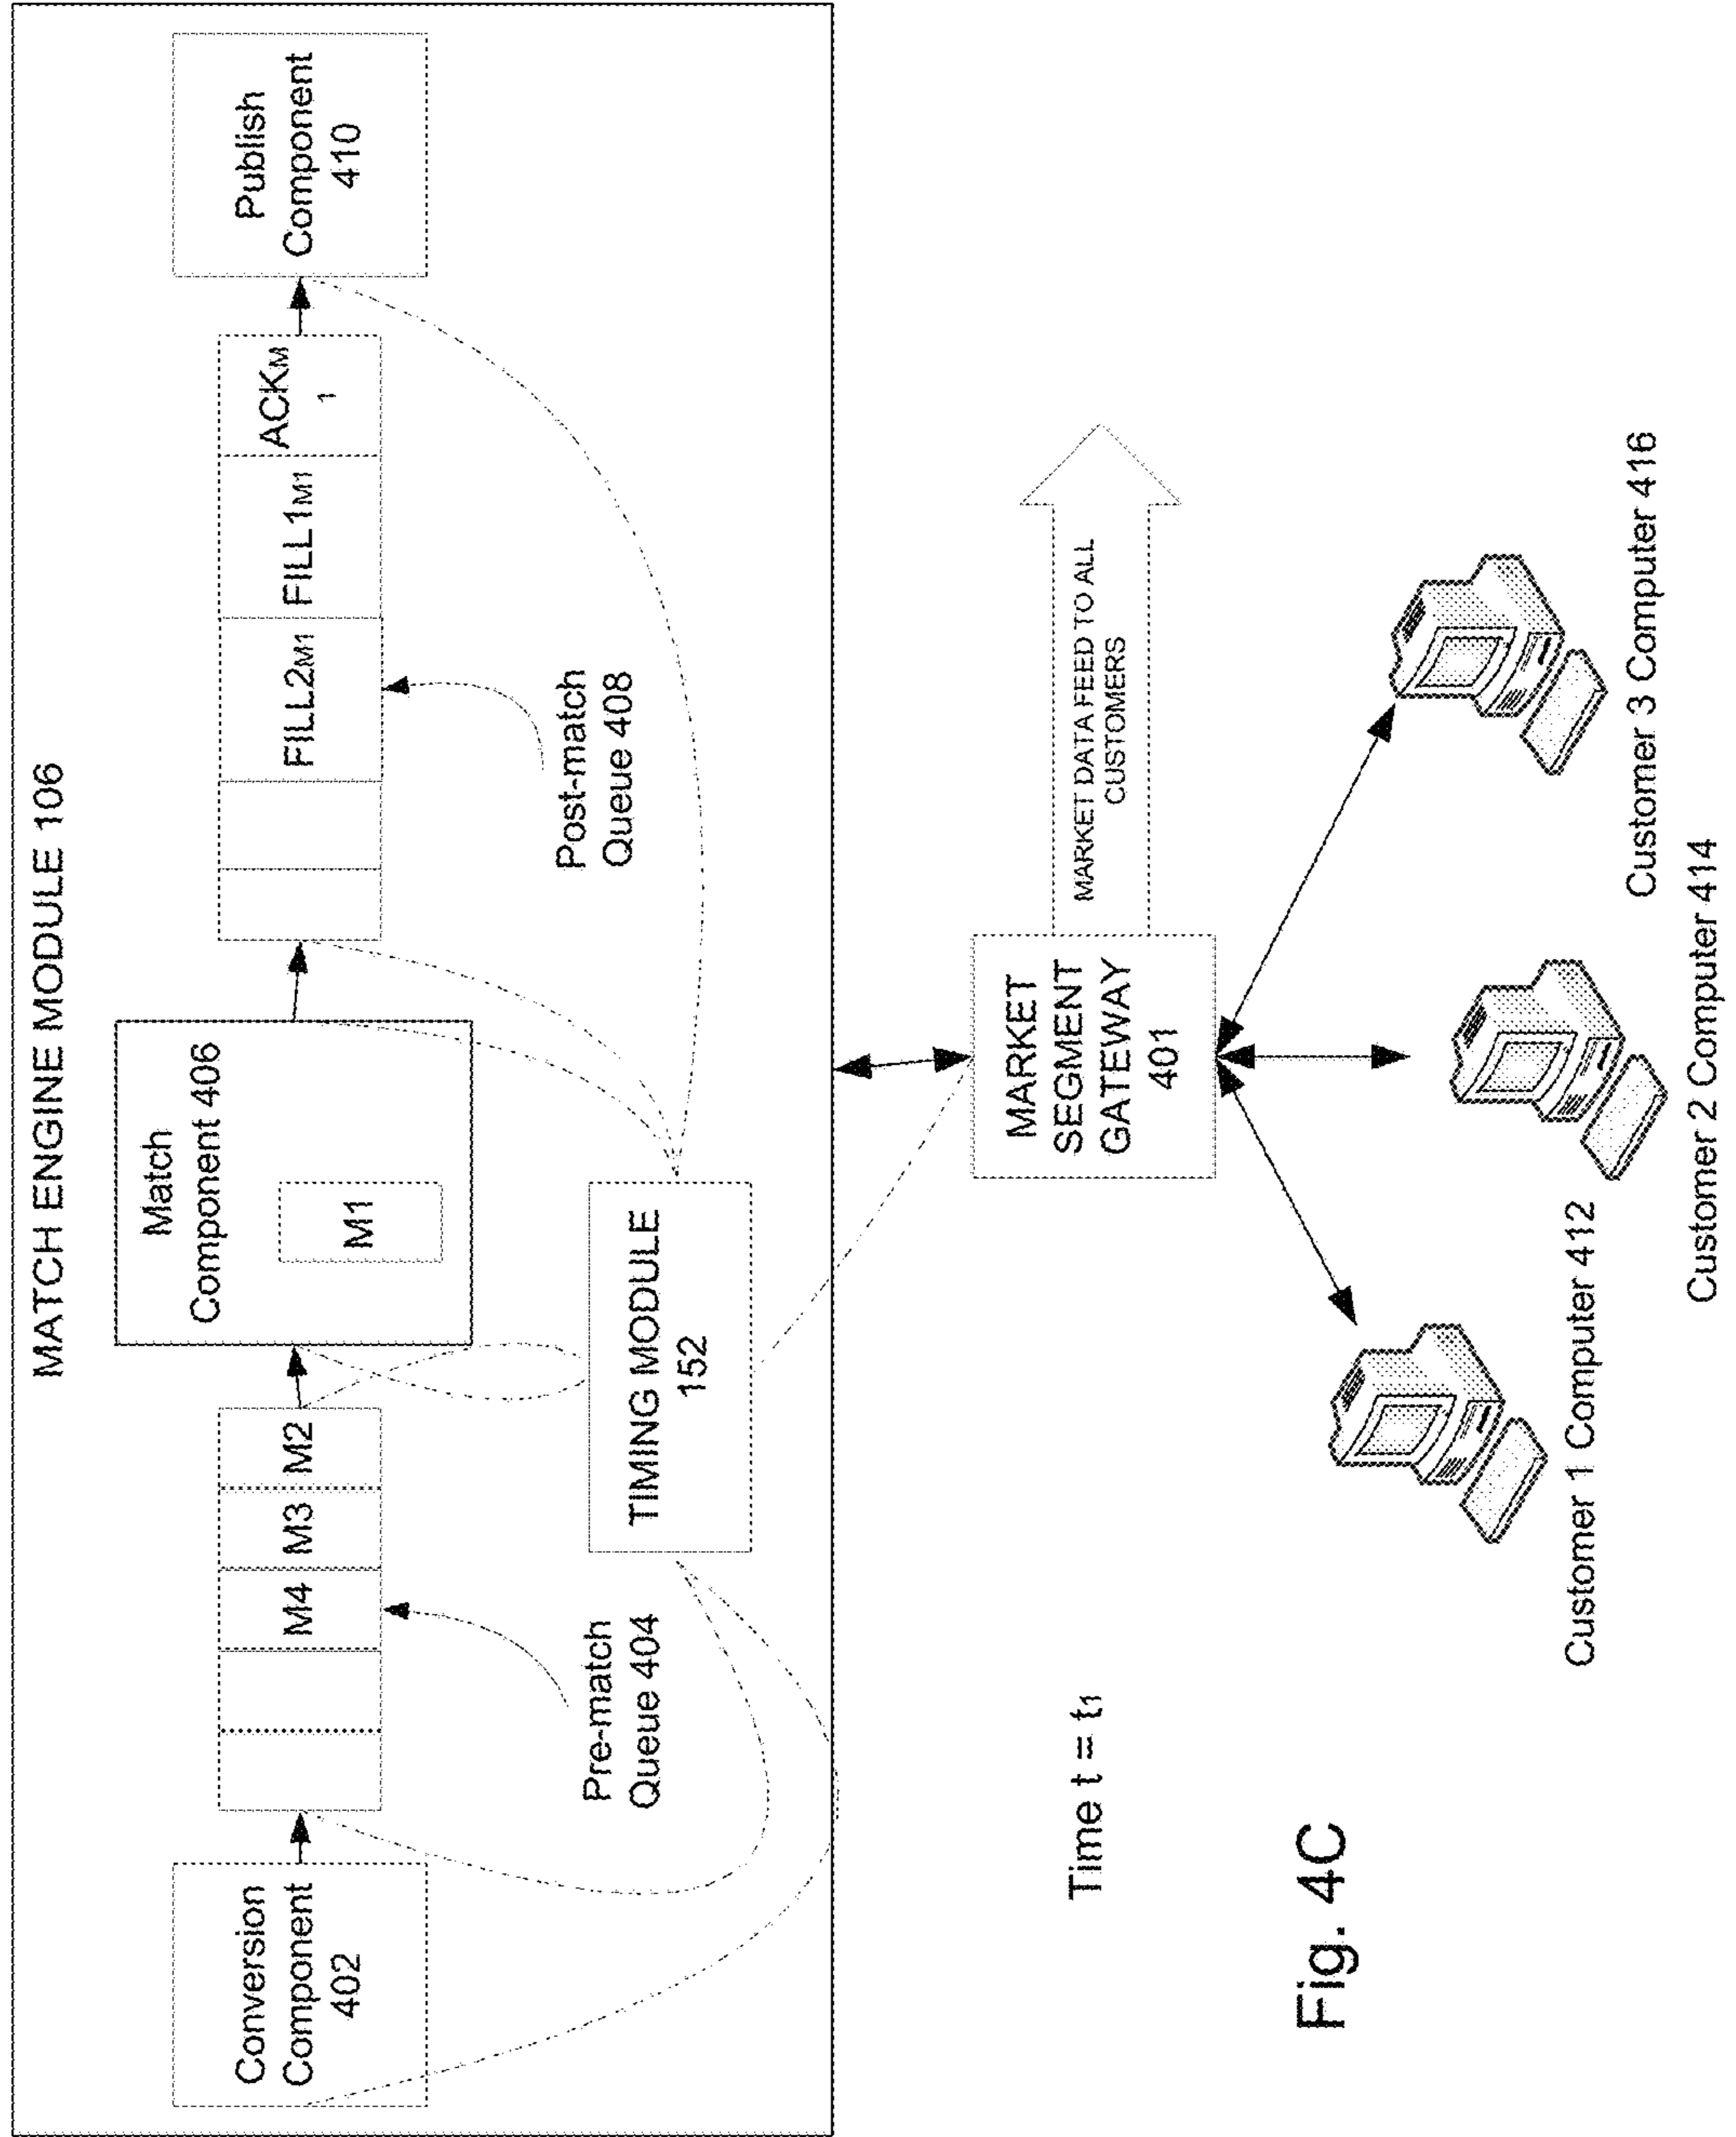 MATCH ENGINE MODULE 106
Conversion
Component
402
M4
M3
M2
Pre-match
Queue 404
Match
Component 406
M1
TIMING MODULE
152
FILL2M1
FILL1M1
ACKM
1
Post-match
Queue 408
Publish
Component
410
Time t = t1
MARKET
SEGMENT
GATEWAY
401
MARKET DATA FEED TO ALL
CUSTOMERS
Customer 1 Computer 412
Customer 2 Computer 414
Customer 3 Computer 416
Fig. 4C